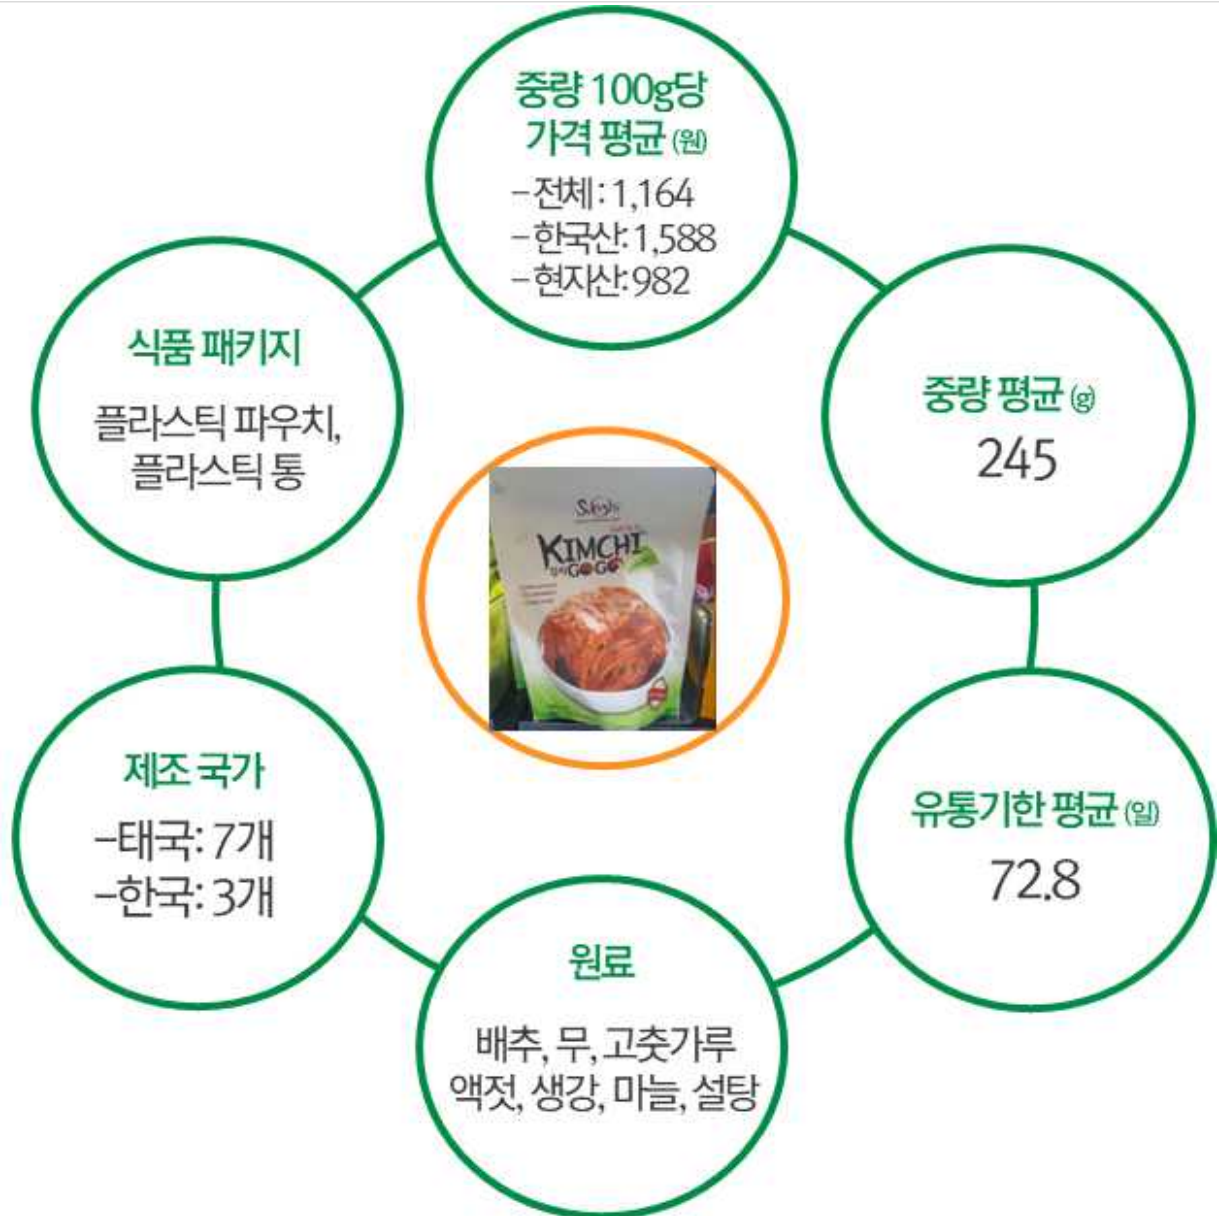 중량 100g당
가격 평균 (원)
-전체: 1,164
-한국산: 1,588
-현지산: 982
식품 패키지
플라스틱 파우치,
플라스틱 통
중량 평균 (g)
245
KIMCHI
GOGO
제조 국가
-태국: 7개
-한국: 3개
유통기한 평균 (일)
72.8
원료
배추, 무, 고춧가루
액젓, 생강, 마늘, 설탕